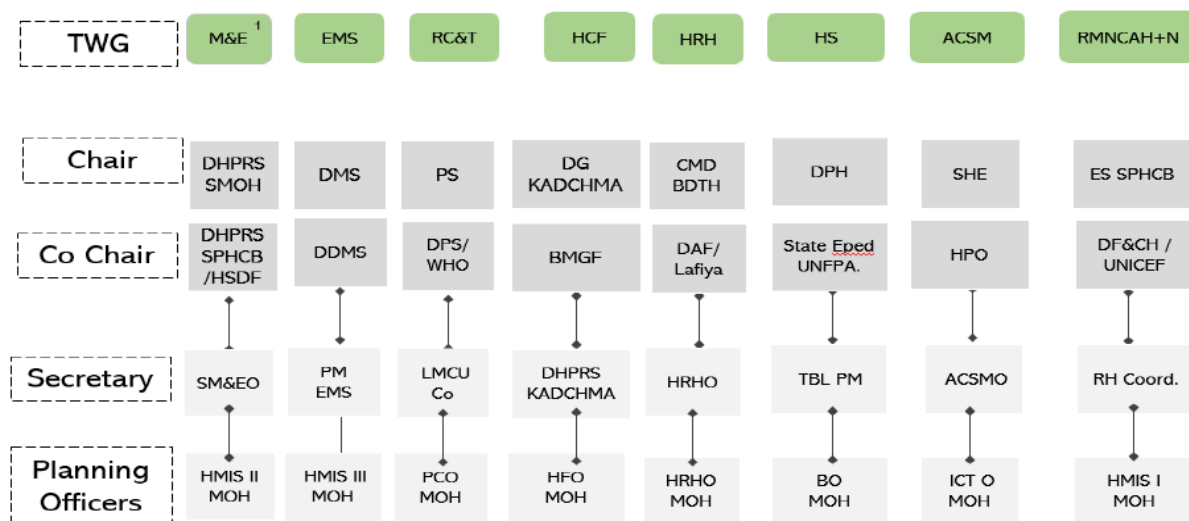 TWG
M&E 1
EMS
RC&T
HCF
HRH
HS
ACSM
RMNCAH+N
Chair
DHPRS
SMOH
DMS
PS
DG
KADCHMA
CMD
BDTH
DPH
SHE
ES SPHCB
Co Chair
DHPRS
SPHCB
/HSDF
DDMS
DPS/
WHO
BMGF
DAF/
Lafiya
State Eped
UNFPA.
HPO
DF&CH /
UNICEF
Secretary
SM&EO
PM
EMS
LMCU
Co
DHPRS
KADCHMA
HRHO
TBL PM
ACSMO
RH Coord.
Planning
Officers
HMIS II
MOH
HMIS III
MOH
PCO
MOH
HFO
MOH
HRHO
MOH
BO
MOH
ICT O
MOH
HMIS I
MOH